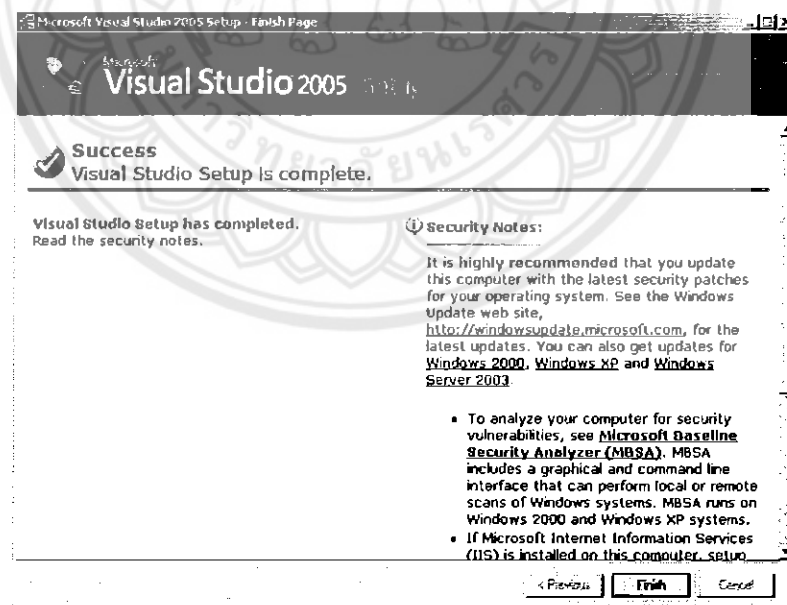 Microsoft Visual Studio 2005 Setup - Finish Page
Microsoft
Visual Studio 2005
Success
Visual Studio Setup is complete.
Visual Studio Setup has completed.
Read the security notes.
Security Notes:
It is highly recommended that you update
this computer with the latest security patches
for your operating system. See the Windows
Update web site,
http://windowsupdate.microsoft.com, for the
latest updates. You can also get updates for
Windows 2000, Windows XP and Windows
Server 2003.
• To analyze your computer for security
vulnerabilities, see Microsoft Baseline
Security Analyzer (MBSA). MBSA
includes a graphical and command line
interface that can perform local or remote
scans of Windows systems. MBSA runs on
Windows 2000 and Windows XP systems.
• If Microsoft Internet Information Services
(IIS) is installed on this computer, setup
< Previous
Finish
Cancel